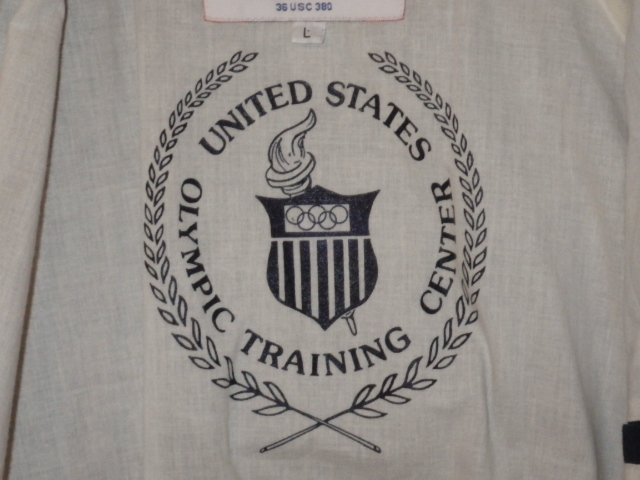 36 USC 380
L
UNITED STATES
OLYMPIC TRAINING CENTER